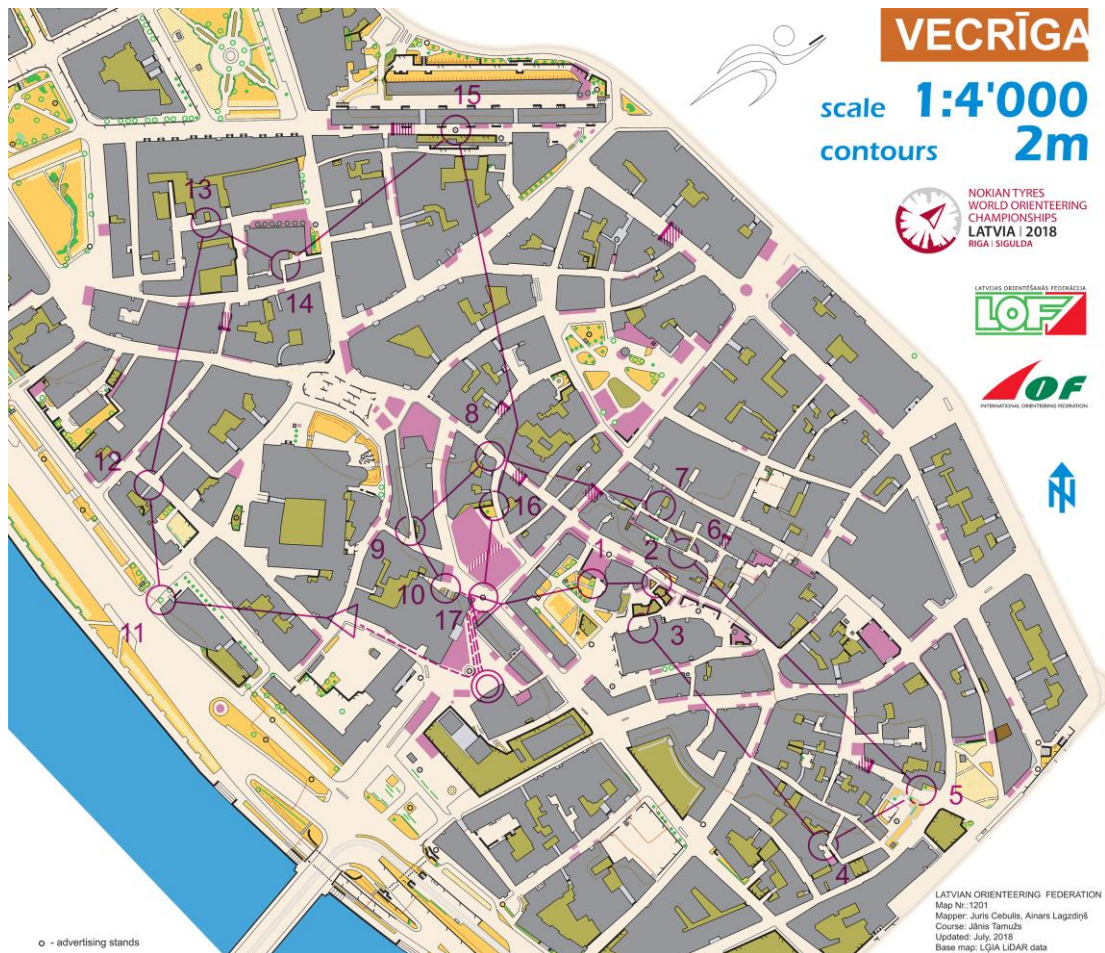 VECRĪGA
scale 1:4'000
contours 2m
NOKIAN TYRES
WORLD ORIENTEERING
CHAMPIONSHIPS
LATVIA | 2018
RIGA | SIGULDA
LATVIJAS ORIENTĒŠANĀS FEDERĀCIJA
LOF
IOF
INTERNATIONAL ORIENTEERING FEDERATION
N
15
13
14
8
12
7
16
6
9
1
2
10
17
11
3
5
4
o - advertising stands
LATVIAN ORIENTEERING FEDERATION
Map Nr.:1201
Mapper: Juris Cebulis, Ainars Lagzdiņš
Course: Jānis Tamužs
Updated: July, 2018
Base map: LĢIA LiDAR data